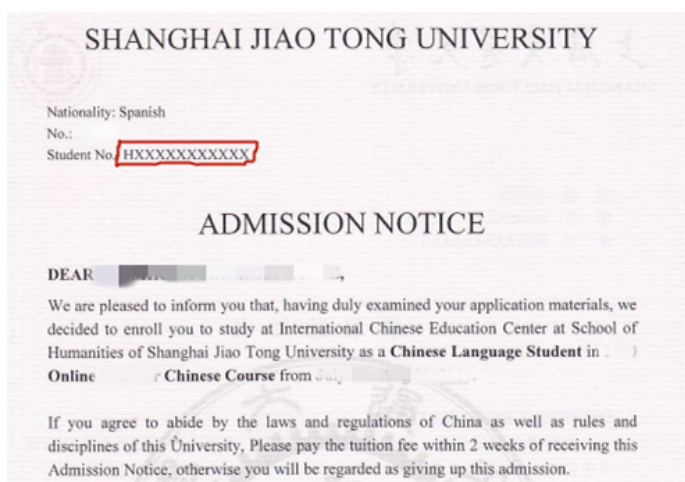 SHANGHAI JIAO TONG UNIVERSITY
Nationality: Spanish
No.:
Student No. HXXXXXXXXXXX
ADMISSION NOTICE
DEAR ,
We are pleased to inform you that, having duly examined your application materials, we
decided to enroll you to study at International Chinese Education Center at School of
Humanities of Shanghai Jiao Tong University as a Chinese Language Student in
Online Chinese Course from
If you agree to abide by the laws and regulations of China as well as rules and
disciplines of this Ùniversity, Please pay the tuition fee within 2 weeks of receiving this
Admission Notice, otherwise you will be regarded as giving up this admission.